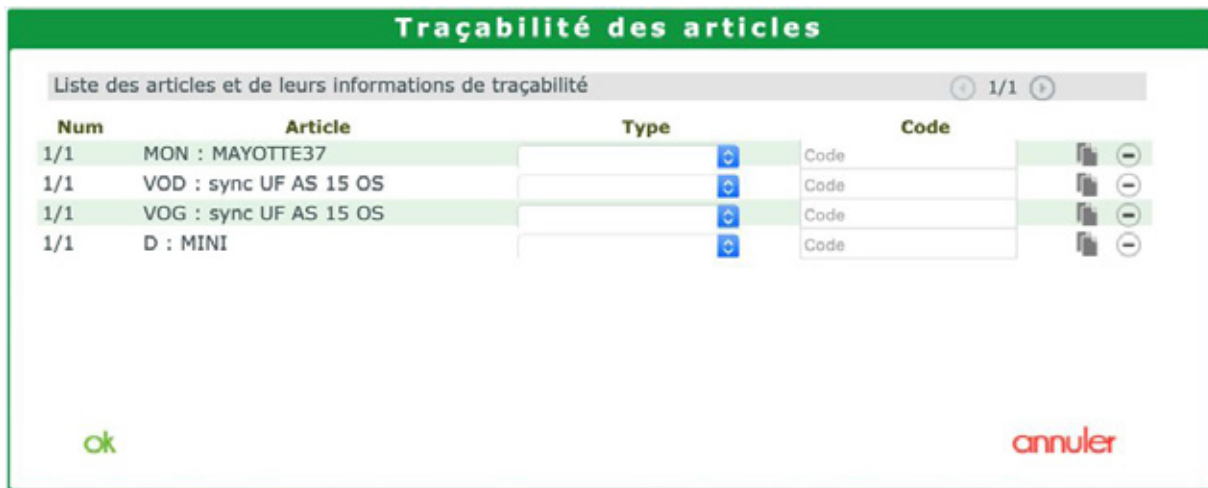 Traçabilité des articles
Liste des articles et de leurs informations de traçabilité 1/1
Num Article Type Code
1/1 MON : MAYOTTE37 Code
1/1 VOD : sync UF AS 15 OS Code
1/1 VOG : sync UF AS 15 OS Code
1/1 D : MINI Code
ok annuler